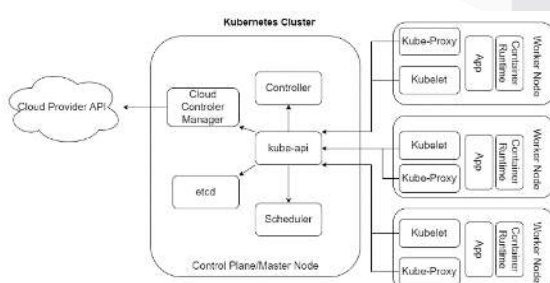 Kubernetes Cluster
Cloud Provider API
Cloud
Controler
Manager
Controller
kube-api
etcd
Scheduler
Control Plane/Master Node
Kube-Proxy
Kubelet
App
Container
Runtime
Worker Node
Kubelet
Kube-Proxy
App
Container
Runtime
Worker Node
Kubelet
Kube-Proxy
App
Container
Runtime
Worker Node